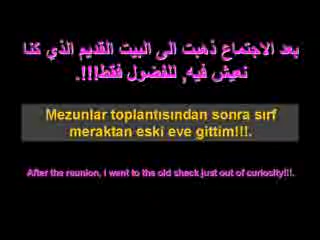 بعد الاجتماع ذهبت الى البيت القديم الذي كنا
نعيش فيه, للفضول فقط!!!.
Mezunlar toplantısından sonra sırf
meraktan eski eve gittim!!!.
After the reunion, I went to the old shack just out of curiosity!!!.